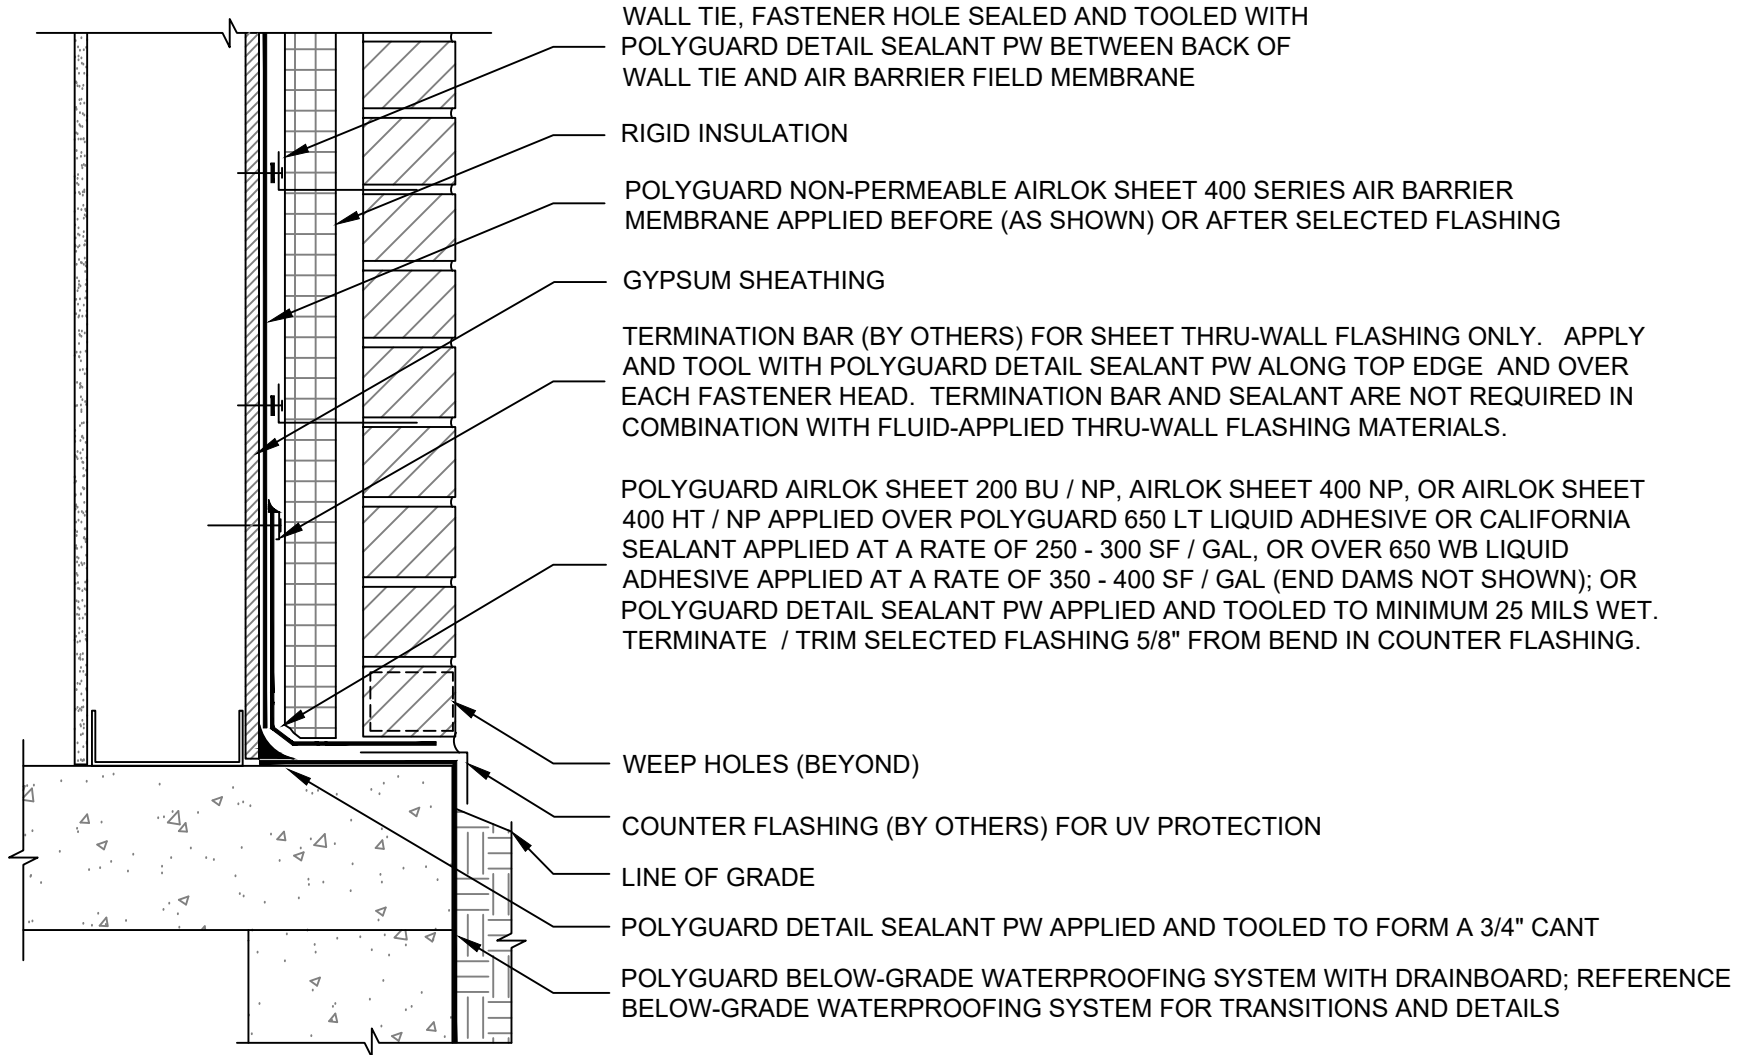 WALL TIE, FASTENER HOLE SEALED AND TOOLED WITH
POLYGUARD DETAIL SEALANT PW BETWEEN BACK OF
WALL TIE AND AIR BARRIER FIELD MEMBRANE
RIGID INSULATION
POLYGUARD NON-PERMEABLE AIRLOK SHEET 400 SERIES AIR BARRIER
MEMBRANE APPLIED BEFORE (AS SHOWN) OR AFTER SELECTED FLASHING
GYPSUM SHEATHING
TERMINATION BAR (BY OTHERS) FOR SHEET THRU-WALL FLASHING ONLY. APPLY
AND TOOL WITH POLYGUARD DETAIL SEALANT PW ALONG TOP EDGE AND OVER
EACH FASTENER HEAD. TERMINATION BAR AND SEALANT ARE NOT REQUIRED IN
COMBINATION WITH FLUID-APPLIED THRU-WALL FLASHING MATERIALS.
POLYGUARD AIRLOK SHEET 200 BU / NP, AIRLOK SHEET 400 NP, OR AIRLOK SHEET
400 HT / NP APPLIED OVER POLYGUARD 650 LT LIQUID ADHESIVE OR CALIFORNIA
SEALANT APPLIED AT A RATE OF 250 - 300 SF / GAL, OR OVER 650 WB LIQUID
ADHESIVE APPLIED AT A RATE OF 350 - 400 SF / GAL (END DAMS NOT SHOWN); OR
POLYGUARD DETAIL SEALANT PW APPLIED AND TOOLED TO MINIMUM 25 MILS WET.
TERMINATE / TRIM SELECTED FLASHING 5/8" FROM BEND IN COUNTER FLASHING.
WEEP HOLES (BEYOND)
COUNTER FLASHING (BY OTHERS) FOR UV PROTECTION
LINE OF GRADE
POLYGUARD DETAIL SEALANT PW APPLIED AND TOOLED TO FORM A 3/4" CANT
POLYGUARD BELOW-GRADE WATERPROOFING SYSTEM WITH DRAINBOARD; REFERENCE
BELOW-GRADE WATERPROOFING SYSTEM FOR TRANSITIONS AND DETAILS